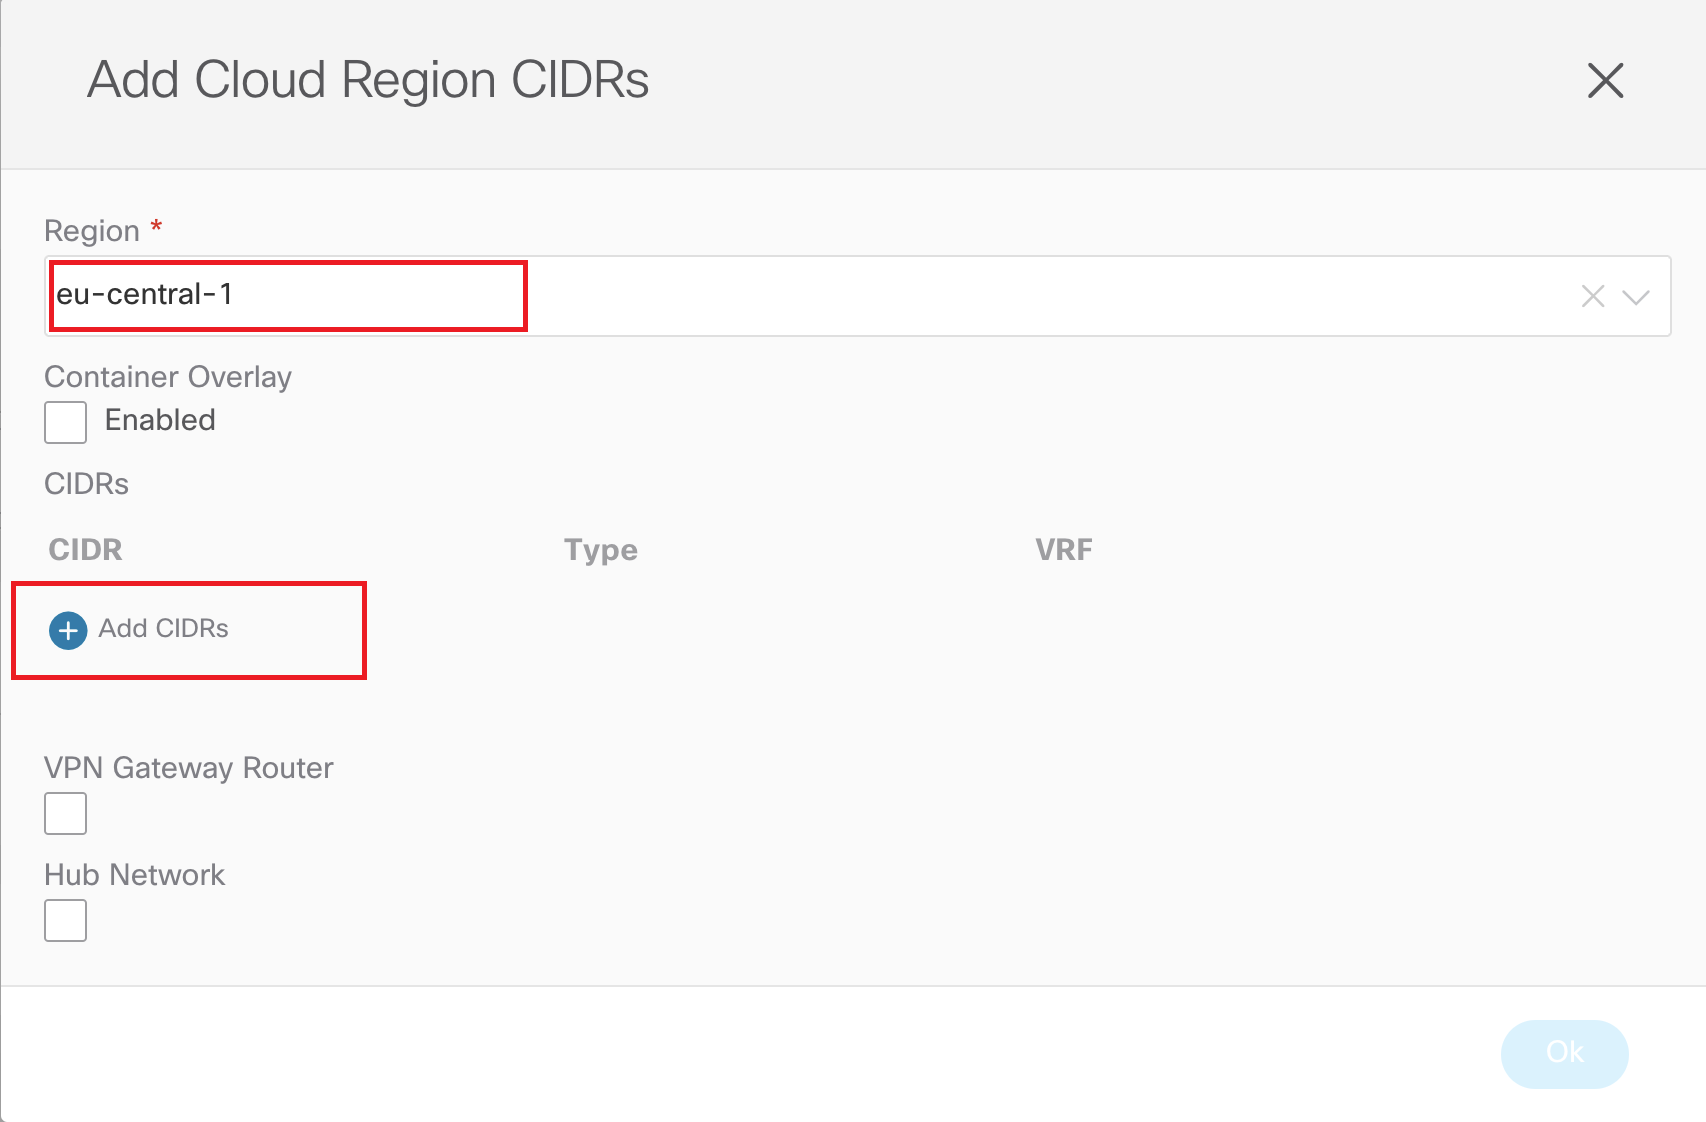 Add Cloud Region CIDRs
Region *
eu-central-1
Container Overlay
Enabled
CIDRs
CIDR Type VRF
Add CIDRs
VPN Gateway Router
Hub Network
Ok